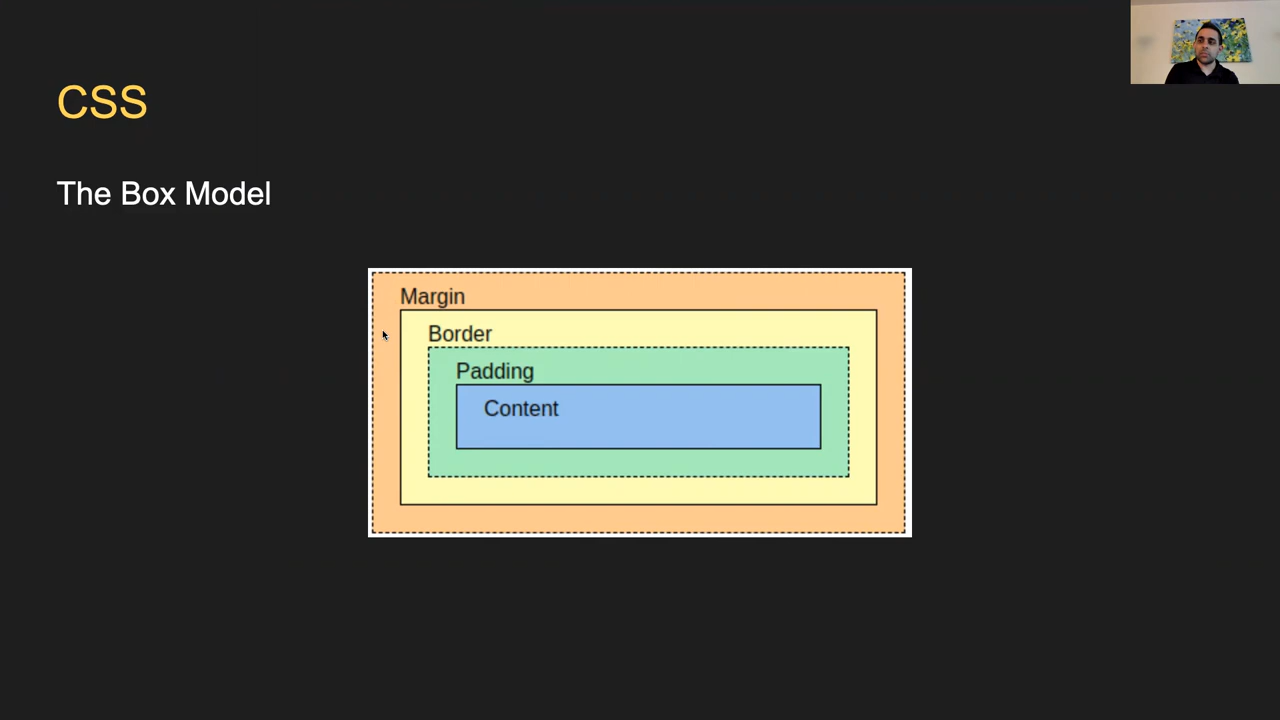 CSS
The Box Model
Margin
Border
Padding
Content